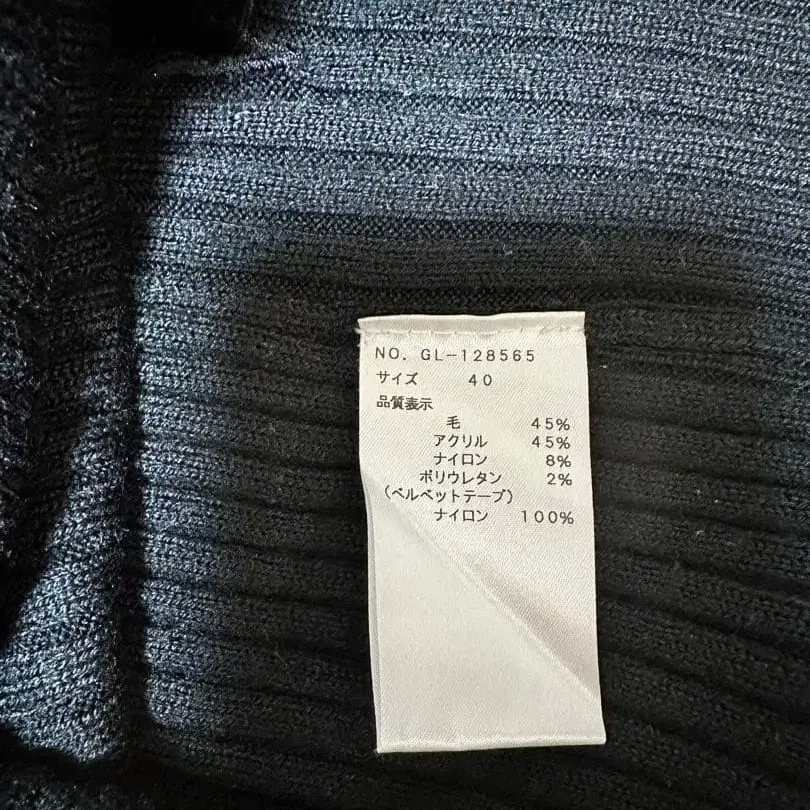 NO. GL-128565
サイズ 40
品質表示
毛 45%
アクリル 45%
ナイロン 8%
ポリウレタン 2%
(ベルベットテープ)
ナイロン 100%